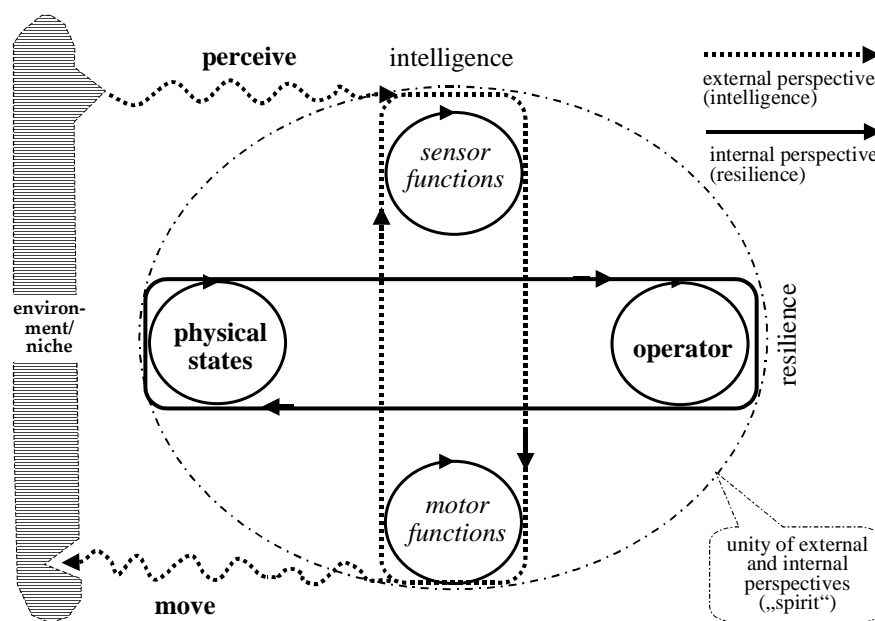 perceive
intelligence
external perspective
(intelligence)
internal perspective
(resilience)
sensor
functions
environ-
ment/
niche
physical
states
operator
resilience
motor
functions
move
unity of external
and internal
perspectives
(„spirit“)